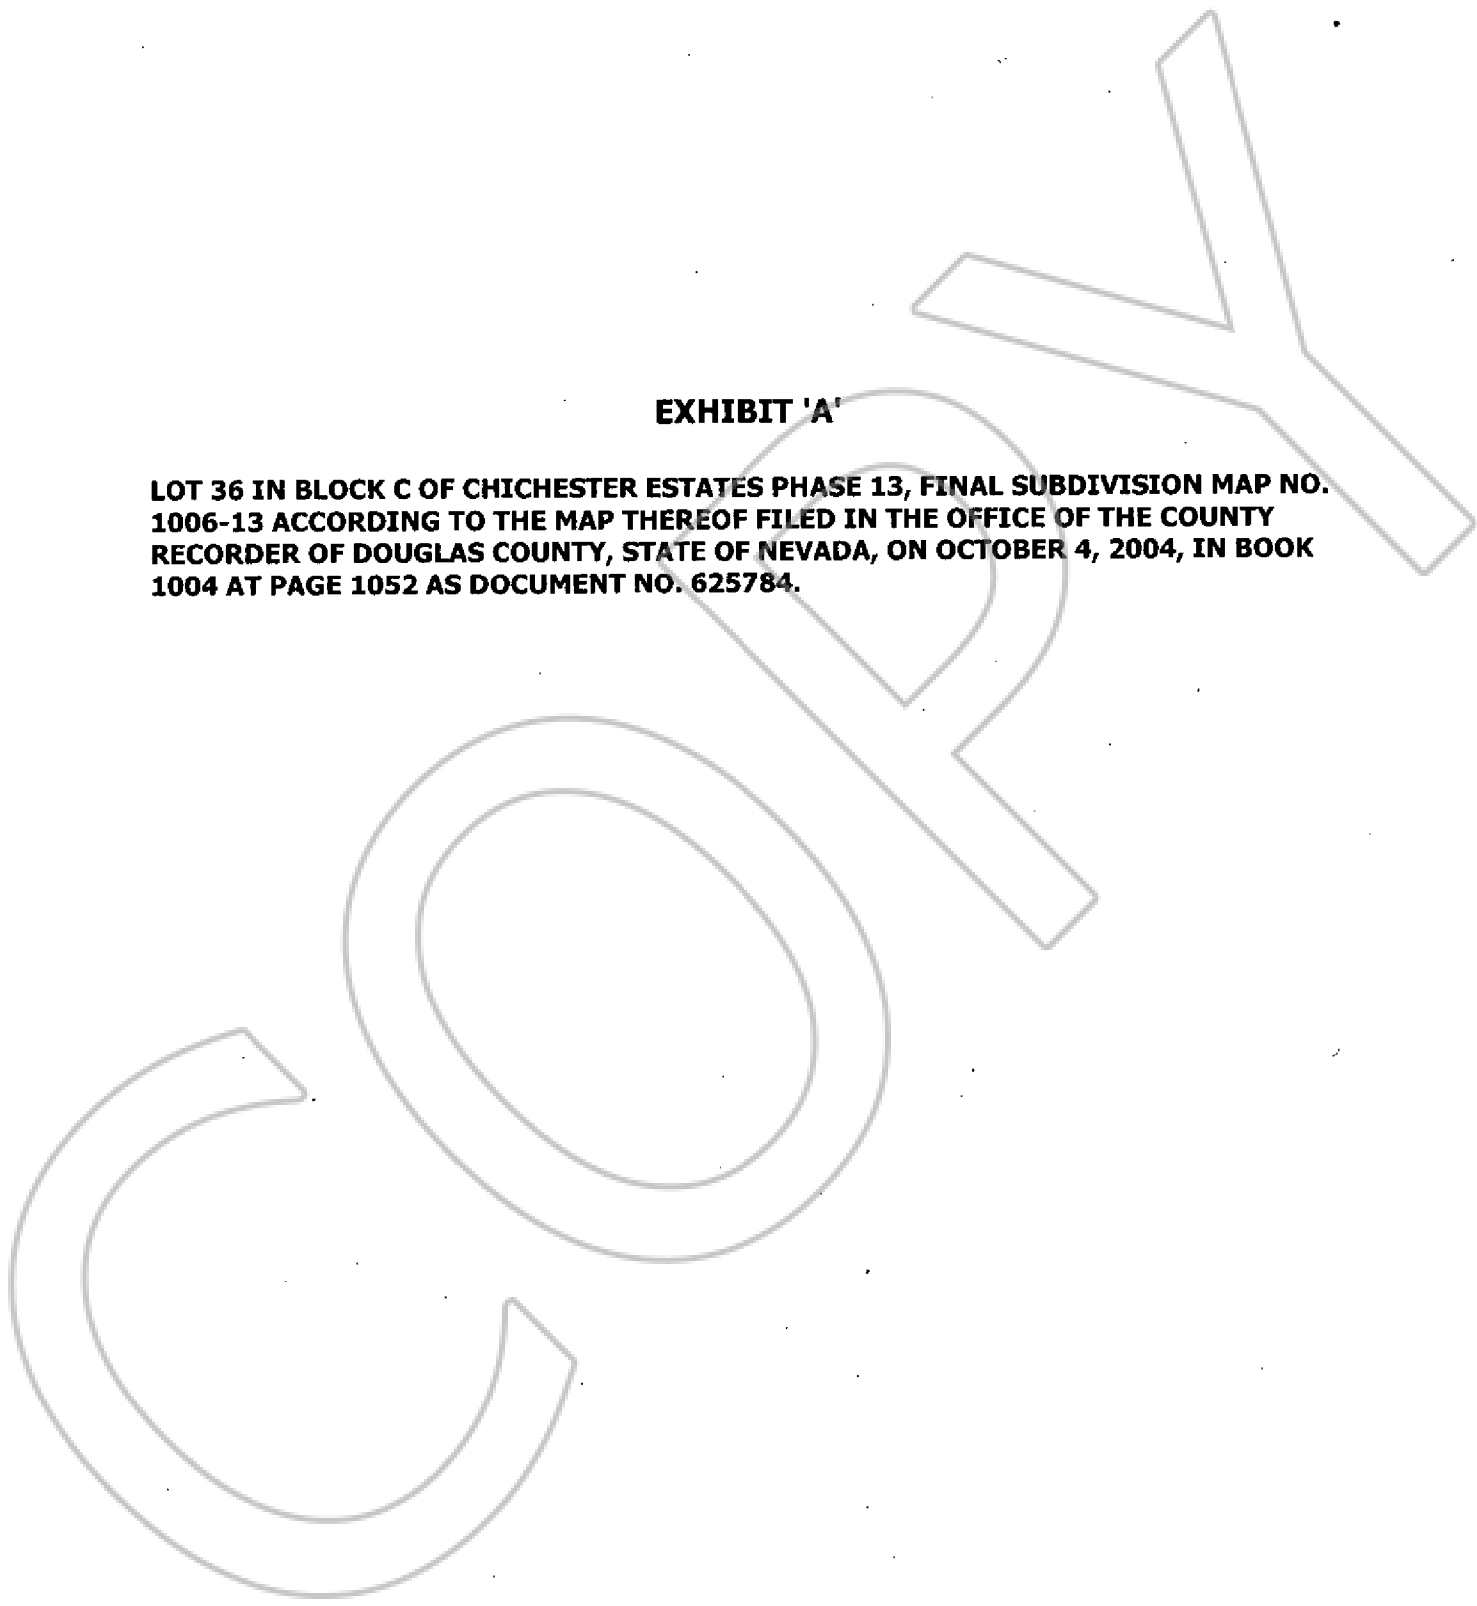 EXHIBIT 'A'
LOT 36 IN BLOCK C OF CHICHESTER ESTATES PHASE 13, FINAL SUBDIVISION MAP NO.
1006-13 ACCORDING TO THE MAP THEREOF FILED IN THE OFFICE OF THE COUNTY
RECORDER OF DOUGLAS COUNTY, STATE OF NEVADA, ON OCTOBER 4, 2004, IN BOOK
1004 AT PAGE 1052 AS DOCUMENT NO. 625784.
COPY